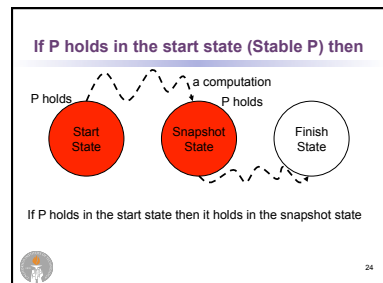 If P holds in the start state (Stable P) then
a computation
P holds
P holds
Start
State
Snapshot
State
Finish
State
If P holds in the start state then it holds in the snapshot state
24